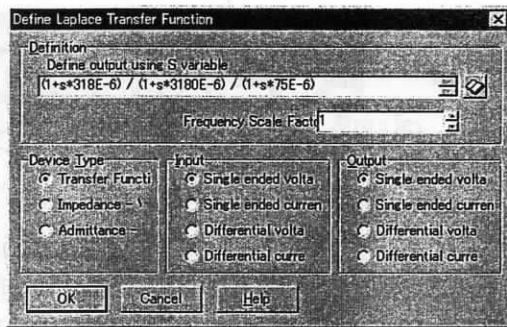 Define Laplace Transfer Function
Definition
Define output using S variable
(1+s*318E-6) / (1+s*3180E-6) / (1+s*75E-6)
Frequency Scale Facto 1
Device Type
Transfer Functi
Impedance -
Admittance -
Input
Single ended volta
Single ended curren
Differential volta
Differential curre
Output
Single ended volta
Single ended curren
Differential volta
Differential curre
OK
Cancel
Help